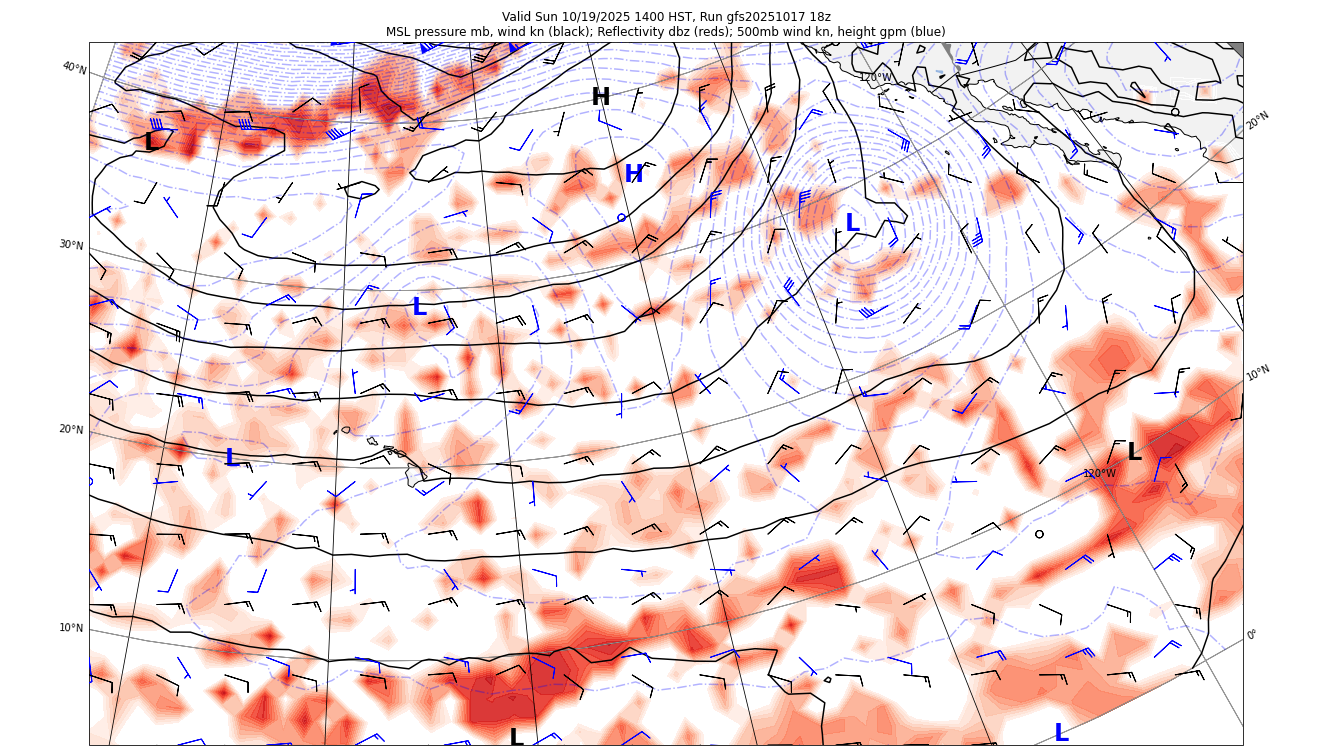 Valid Sun 10/19/2025 1400 HST, Run gfs20251017 18z
MSL pressure mb, wind kn (black); Reflectivity dbz (reds); 500mb wind kn, height gpm (blue)
40°N
120°W
H
20°N
L
H
L
30°N
L
10°N
20°N
L
L
120°W
10°N
0°
L
L